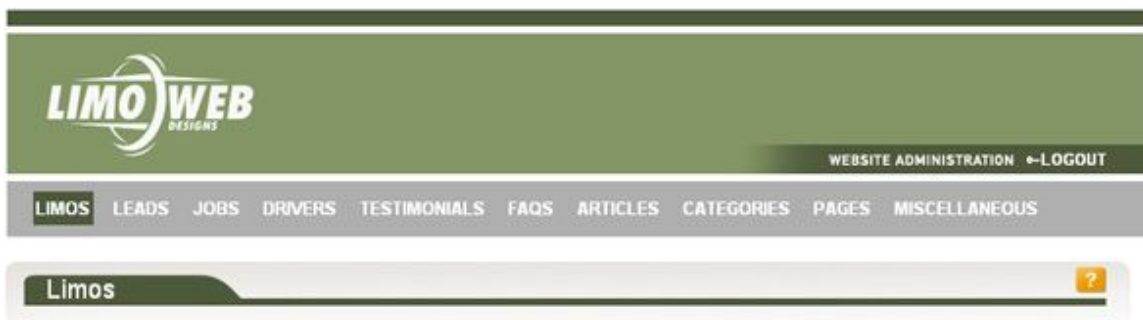 LIMO WEB
DESIGNS
WEBSITE ADMINISTRATION LOGOUT
LIMOS LEADS JOBS DRIVERS TESTIMONIALS FAQS ARTICLES CATEGORIES PAGES MISCELLANEOUS
Limos ?